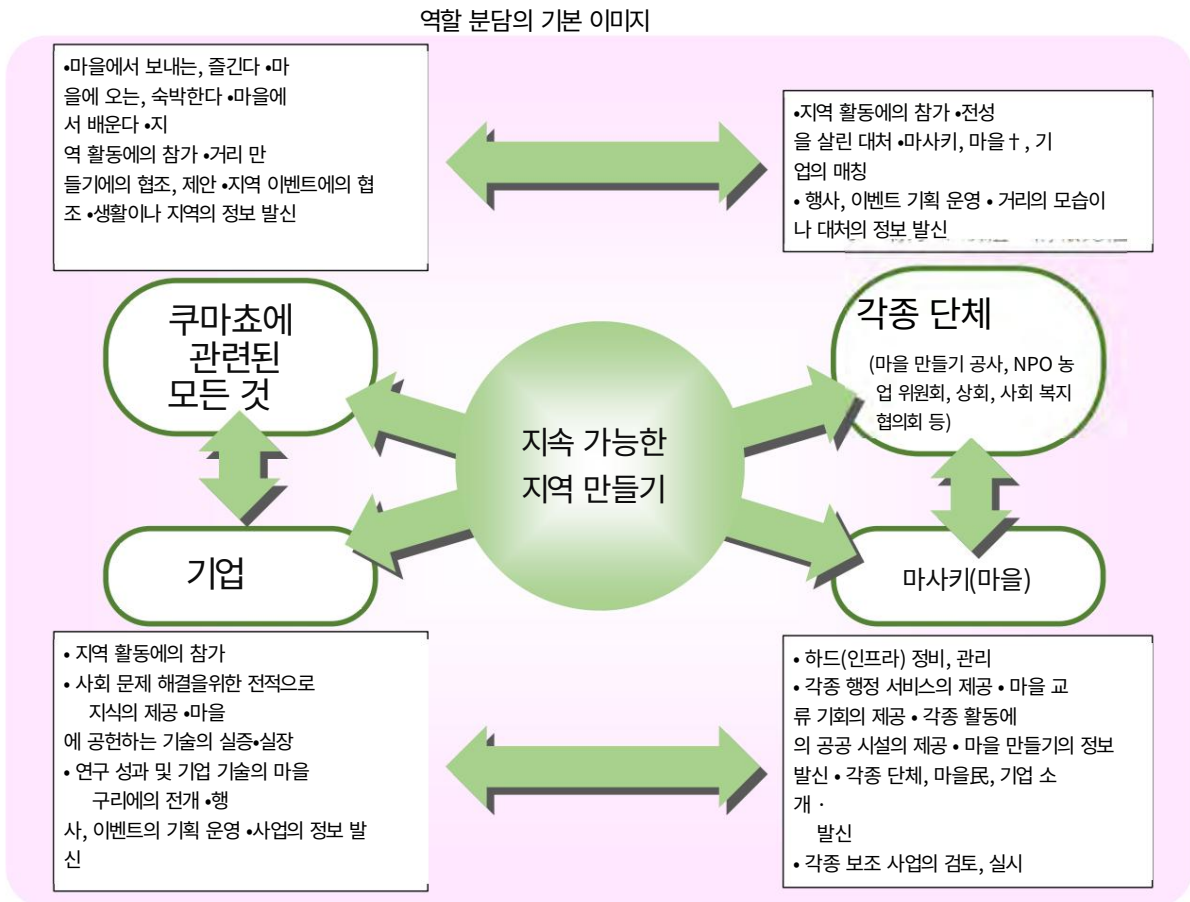 역할 분담의 기본 이미지
•마을에서 보내는, 즐긴다 •마
을에 오는, 숙박한다 •마을에
서 배운다 •지
역 활동에의 참가 •거리 만
들기에의 협조, 제안 •지역 이벤트에의 협
조 •생활이나 지역의 정보 발신
•지역 활동에의 참가 •전성
을 살린 대처 •마사키, 마을†, 기
업의 매칭
• 행사, 이벤트 기획 운영 • 거리의 모습이
나 대처의 정보 발신
쿠마쵸에
관련된
모든 것
각종 단체
(마을 만들기 공사, NPO 농
업 위원회, 상회, 사회 복지
협의회 등)
지속 가능한
지역 만들기
기업
마사키(마을)
• 지역 활동에의 참가
• 사회 문제 해결을위한 전적으로
지식의 제공 •마을
에 공헌하는 기술의 실증•실장
• 연구 성과 및 기업 기술의 마을
구리에의 전개 •행
사, 이벤트의 기획 운영 •사업의 정보 발
신
• 하드(인프라) 정비, 관리
• 각종 행정 서비스의 제공 • 마을 교
류 기회의 제공 • 각종 활동에
의 공공 시설의 제공 • 마을 만들기의 정보
발신 • 각종 단체, 마을民, 기업 소
개 ·
발신
• 각종 보조 사업의 검토, 실시